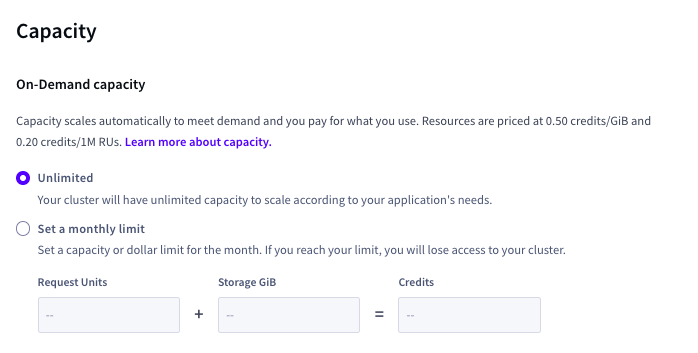 Capacity
On-Demand capacity
Capacity scales automatically to meet demand and you pay for what you use. Resources are priced at 0.50 credits/GiB and
0.20 credits/1M RUs. Learn more about capacity.
Unlimited
Your cluster will have unlimited capacity to scale according to your application's needs.
Set a monthly limit
Set a capacity or dollar limit for the month. If you reach your limit, you will lose access to your cluster.
Request Units Storage GiB Credits
-- + -- = --